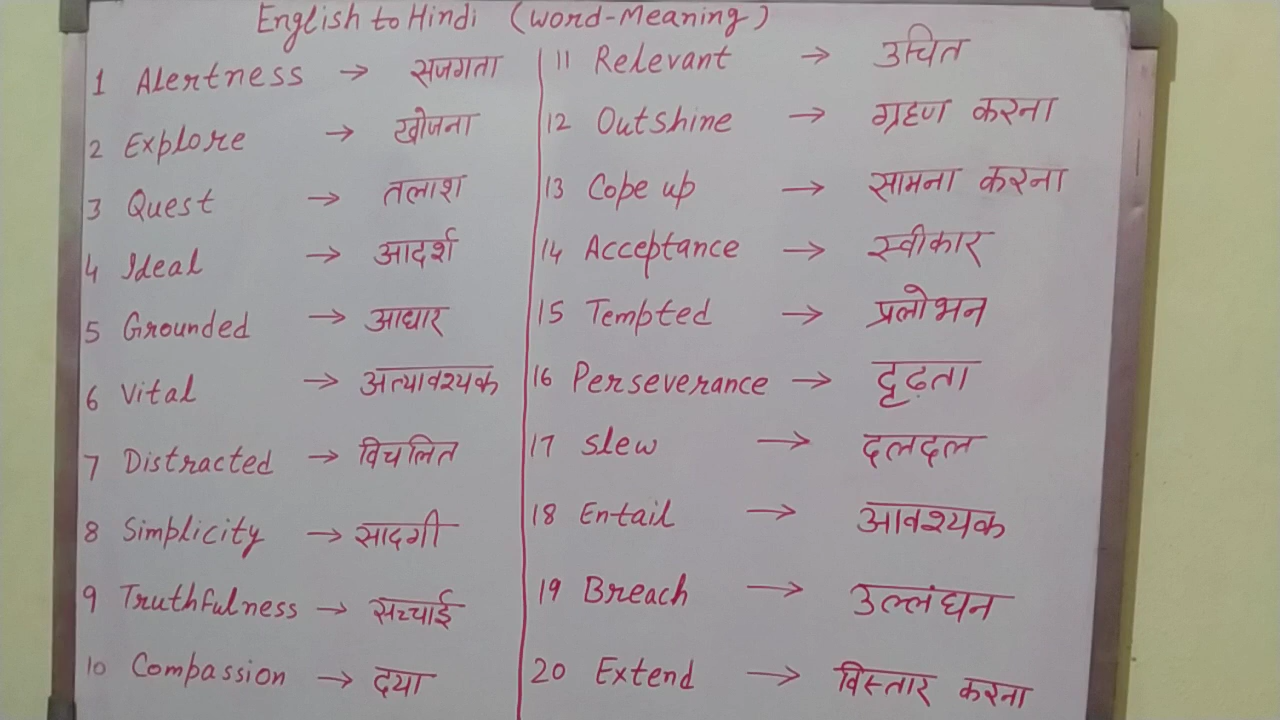 English to Hindi (Word-Meaning)
1 Alertness → सजगता
2 Explore → खोजना
3 Quest → तलाश
4 Ideal → आदर्श
5 Grounded → आधार
6 Vital → अत्यावश्यक
7 Distracted → विचलित
8 Simplicity → सादगी
9 Truthfulness → सच्चाई
10 Compassion → दया
11 Relevant → उचित
12 Outshine → ग्रहण करना
13 Cope up → सामना करना
14 Acceptance → स्वीकार
15 Tempted → प्रलोभन
16 Perseverance → दृढ़ता
17 Slew → दलदल
18 Entail → आवश्यक
19 Breach → उल्लंघन
20 Extend → विस्तार करना